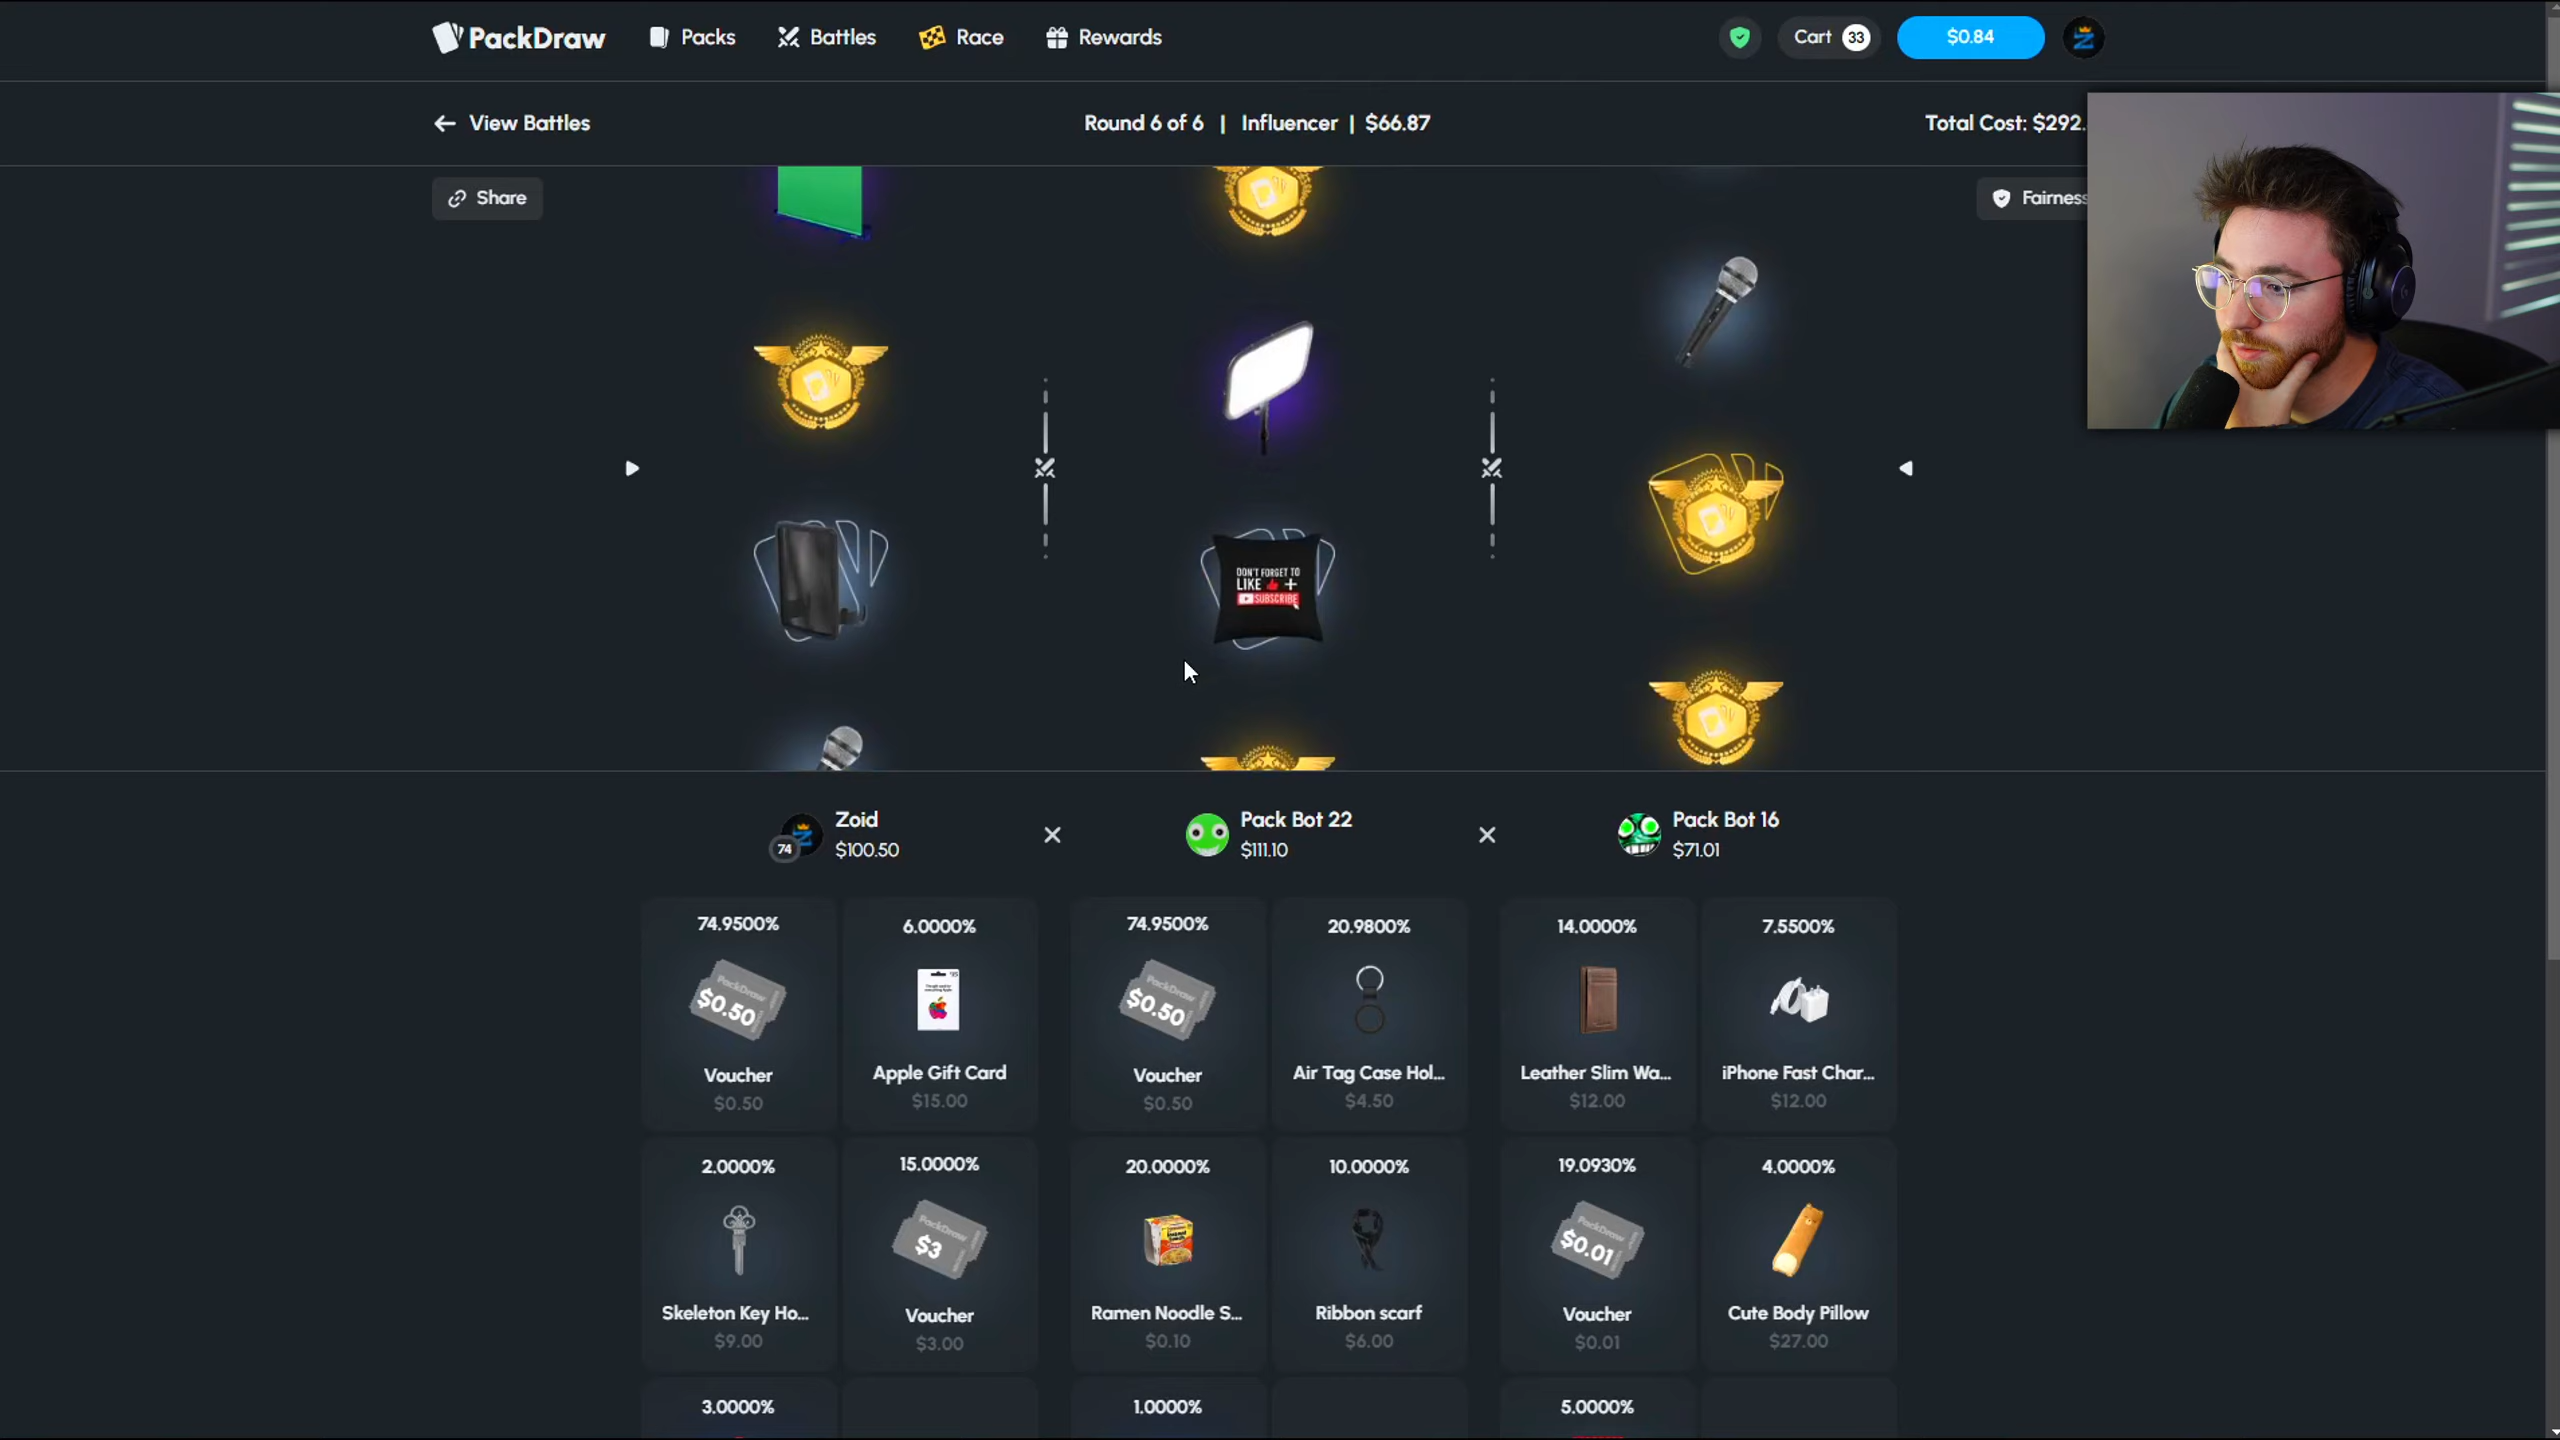 PackDraw
Packs
Battles
Race
Rewards
Cart 33
$0.84
View Battles
Round 6 of 6 | Influencer | $66.87
Total Cost: $292.
Share
Fairness
DON'T FORGET TO
LIKE +
SUBSCRIBE
Zoid
74
$100.50
Pack Bot 22
$111.10
Pack Bot 16
$71.01
74.9500%
PackDraw
$0.50
Voucher
$0.50
6.0000%
Apple Gift Card
$15.00
74.9500%
PackDraw
$0.50
Voucher
$0.50
20.9800%
Air Tag Case Hol...
$4.50
14.0000%
Leather Slim Wa...
$12.00
7.5500%
iPhone Fast Char...
$12.00
2.0000%
Skeleton Key Ho...
$9.00
15.0000%
PackDraw
$3
Voucher
$3.00
20.0000%
Ramen Noodle S...
$0.10
10.0000%
Ribbon scarf
$6.00
19.0930%
PackDraw
$0.01
Voucher
$0.01
4.0000%
Cute Body Pillow
$27.00
3.0000%
1.0000%
5.0000%